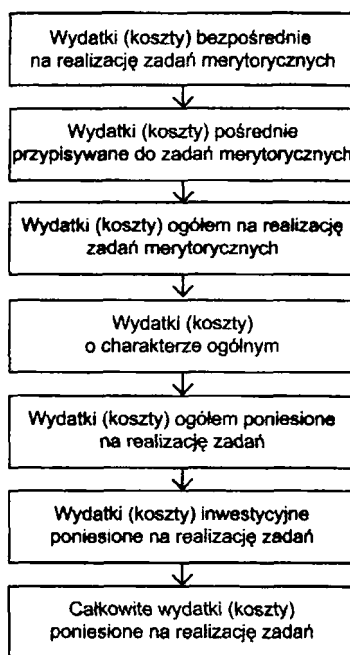 Wydatki (koszty) bezpośrednie
na realizację zadań merytorycznych
Wydatki (koszty) pośrednie
przypisywane do zadań merytorycznych
Wydatki (koszty) ogółem na realizację
zadań merytorycznych
Wydatki (koszty)
o charakterze ogólnym
Wydatki (koszty) ogółem poniesione
na realizację zadań
Wydatki (koszty) inwestycyjne
poniesione na realizację zadań
Całkowite wydatki (koszty)
poniesione na realizację zadań